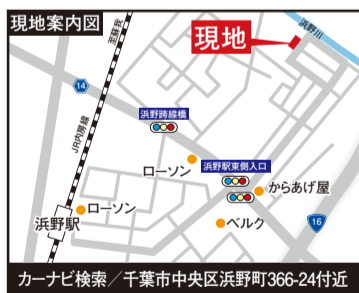 現地案内図
至蘇我
現地
浜野川
14
浜野跨線橋
JR内房線
ローソン
浜野駅東側入口
からあげ屋
ローソン
浜野駅
ベルク
16
カーナビ検索／千葉市中央区浜野町366-24付近